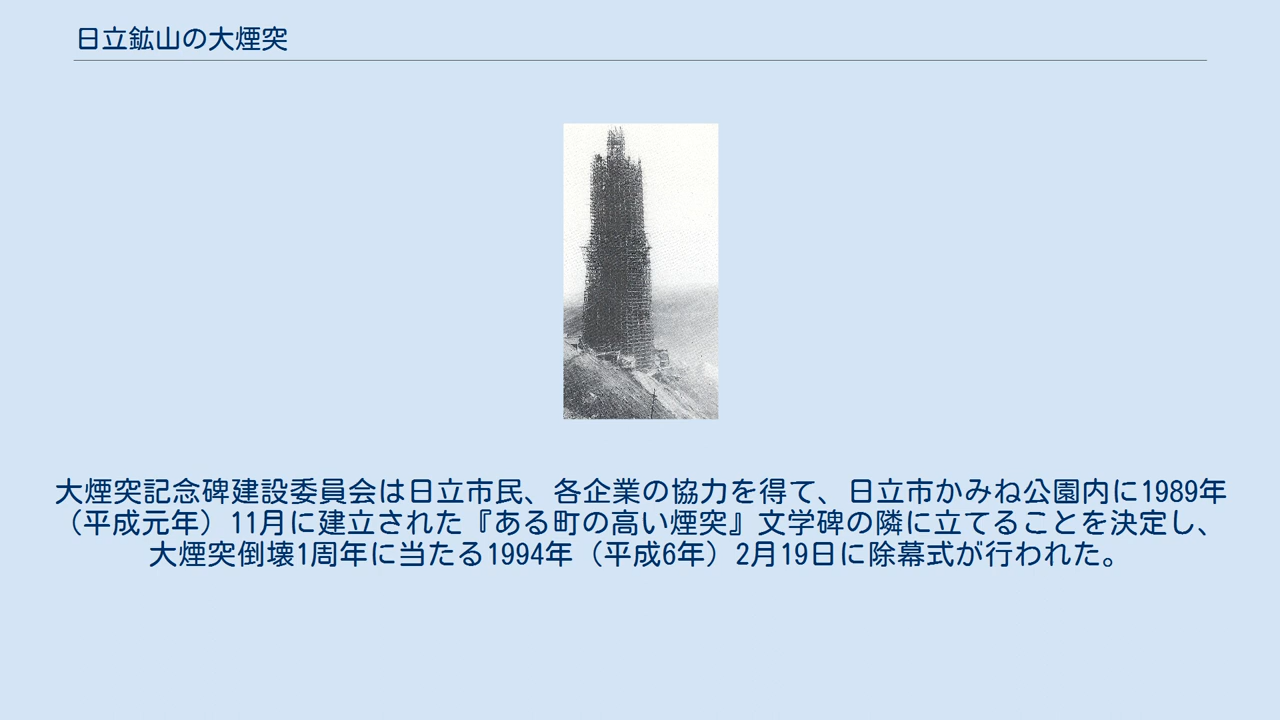 日立鉱山の大煙突
大煙突記念碑建設委員会は日立市民、各企業の協力を得て、日立市かみね公園内に1989年
（平成元年）11月に建立された『ある町の高い煙突』文学碑の隣に立てることを決定し、
大煙突倒壊1周年に当たる1994年（平成6年）2月19日に除幕式が行われた。